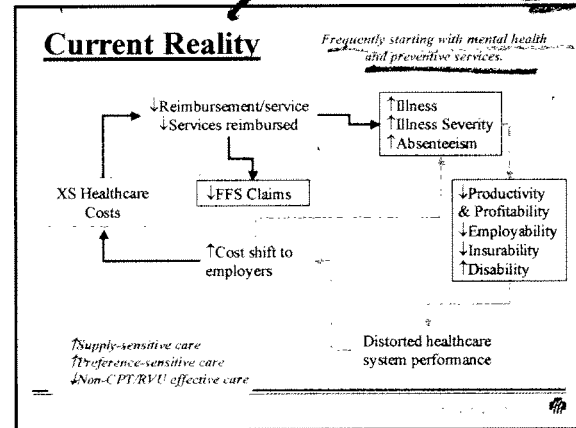 Current Reality
Frequently starting with mental health
and preventive services.
↓Reimbursement/service
↓Services reimbursed
↑Illness
↑Illness Severity
↑Absenteeism
XS Healthcare
Costs
↓FFS Claims
↓Productivity
& Profitability
↓Employability
↓Insurability
↑Disability
↑Cost shift to
employers
Distorted healthcare
system performance
↑Supply-sensitive care
↑Preference-sensitive care
↓Non-CPT/RVU effective care